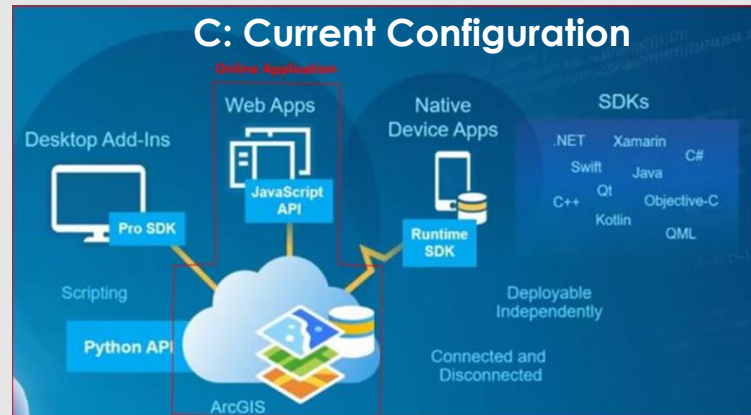 C: Current Configuration
Online Application
Web Apps
JavaScript
API
Desktop Add-Ins
Pro SDK
Native
Device Apps
Runtime
SDK
SDKs
.NET Xamarin
C#
Swift Java
Qt
C++ Objective-C
Kotlin
QML
Scripting
Python API
ArcGIS
Deployable
Independently
Connected and
Disconnected